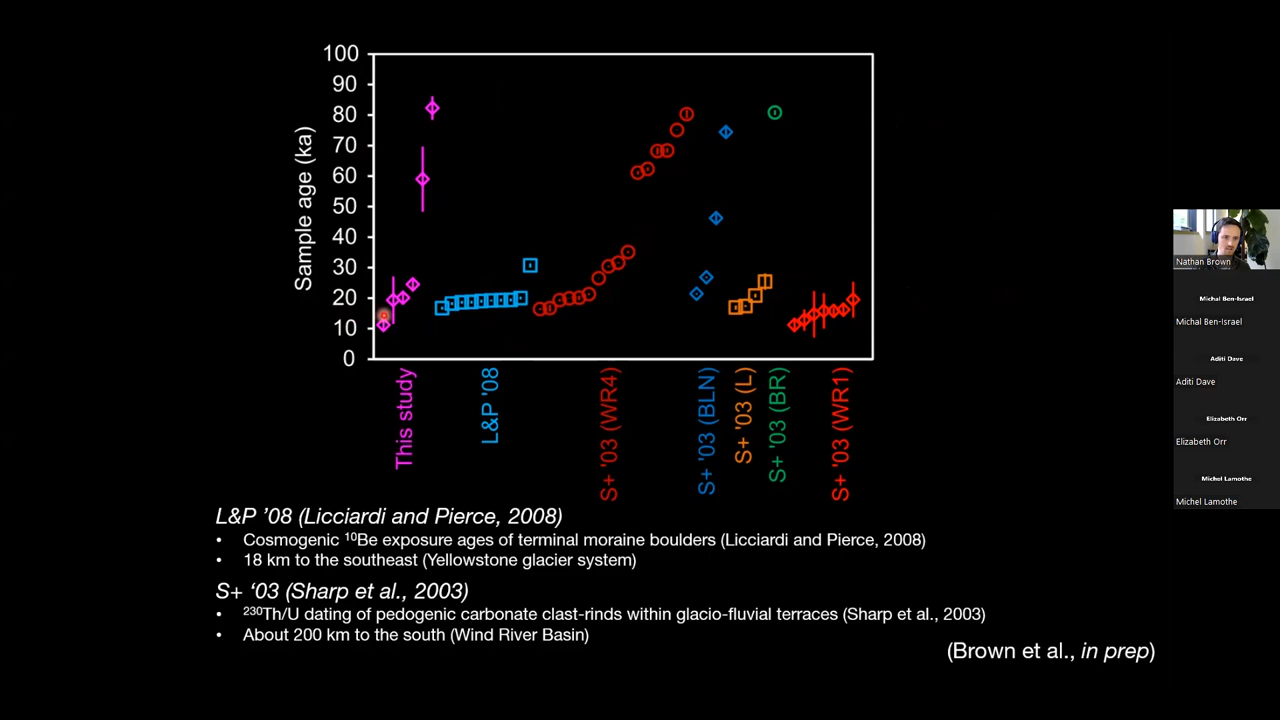 100
90
80
70
60
50
40
30
20
10
0
Sample age (ka)
This study
L&P '08
S+ '03 (WR4)
S+ '03 (BLN)
S+ '03 (L)
S+ '03 (BR)
S+ '03 (WR1)
L&P ’08 (Licciardi and Pierce, 2008)
• Cosmogenic ¹⁰Be exposure ages of terminal moraine boulders (Licciardi and Pierce, 2008)
• 18 km to the southeast (Yellowstone glacier system)
S+ ‘03 (Sharp et al., 2003)
• ²³⁰Th/U dating of pedogenic carbonate clast-rinds within glacio-fluvial terraces (Sharp et al., 2003)
• About 200 km to the south (Wind River Basin)
(Brown et al., in prep)
Nathan Brown
Michal Ben-Israel
Michal Ben-Israel
Aditi Dave
Aditi Dave
Elizabeth Orr
Elizabeth Orr
Michel Lamothe
Michel Lamothe